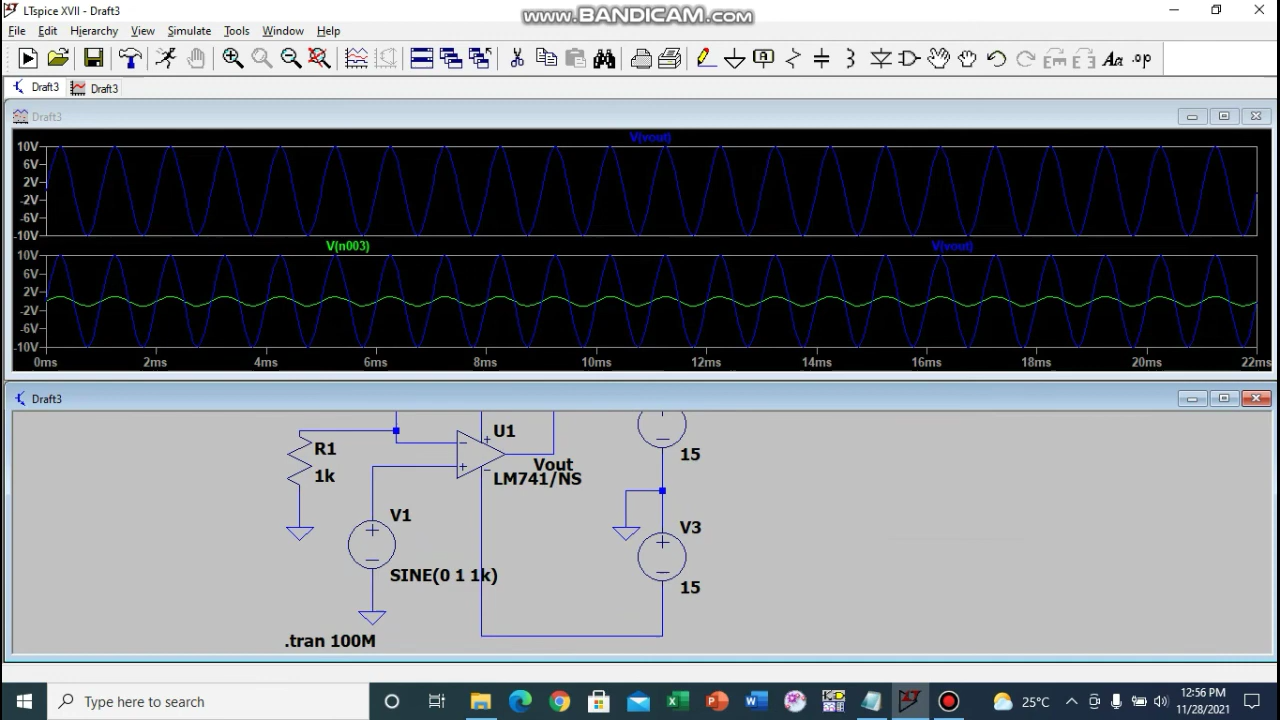 LTspice XVII - Draft3
www.BANDICAM.com
File Edit Hierarchy View Simulate Tools Window Help
Aa .op
Draft3 Draft3
Draft3
V(vout)
10V
6V
2V
-2V
-6V
-10V
V(n003) V(vout)
10V
6V
2V
-2V
-6V
-10V
0ms 2ms 4ms 6ms 8ms 10ms 12ms 14ms 16ms 18ms 20ms 22ms
Draft3
U1
R1
1k
Vout
LM741/NS
15
V1
SINE(0 1 1k)
V3
15
.tran 100M
Type here to search
25°C
12:56 PM
11/28/2021